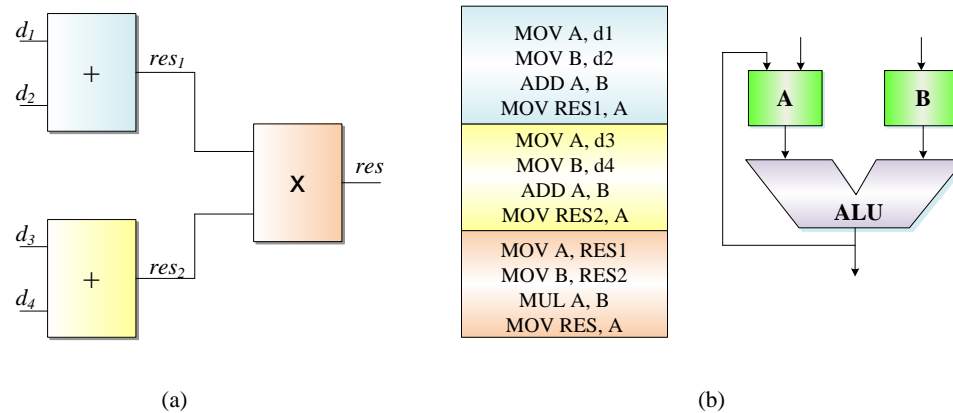 d1
+
res1
d2
x
res
d3
+
res2
d4
(a)
MOV A, d1
MOV B, d2
ADD A, B
MOV RES1, A
MOV A, d3
MOV B, d4
ADD A, B
MOV RES2, A
MOV A, RES1
MOV B, RES2
MUL A, B
MOV RES, A
A
B
ALU
(b)